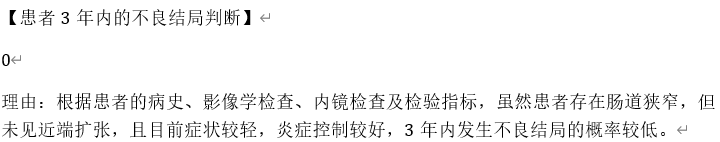 【患者 3 年内的不良结局判断】
0
理由：根据患者的病史、影像学检查、内镜检查及检验指标，虽然患者存在肠道狭窄，但
未见近端扩张，且目前症状较轻，炎症控制较好，3 年内发生不良结局的概率较低。